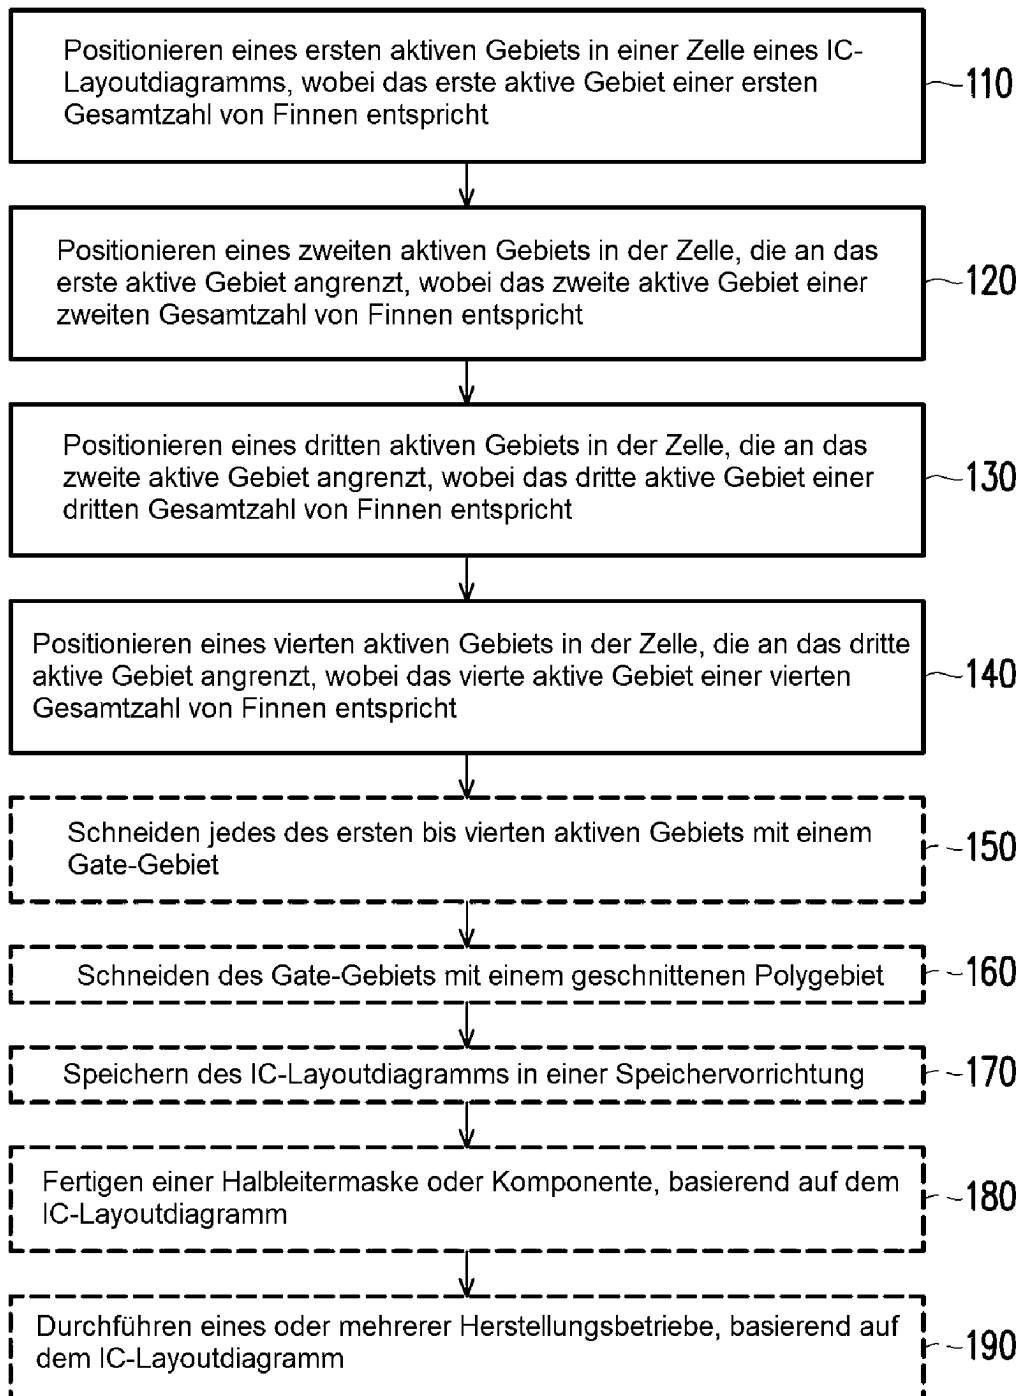 Positionieren eines ersten aktiven Gebiets in einer Zelle eines IC-
Layoutdiagramms, wobei das erste aktive Gebiet einer ersten
Gesamtzahl von Finnen entspricht
110
Positionieren eines zweiten aktiven Gebiets in der Zelle, die an das
erste aktive Gebiet angrenzt, wobei das zweite aktive Gebiet einer
zweiten Gesamtzahl von Finnen entspricht
120
Positionieren eines dritten aktiven Gebiets in der Zelle, die an das
zweite aktive Gebiet angrenzt, wobei das dritte aktive Gebiet einer
dritten Gesamtzahl von Finnen entspricht
130
Positionieren eines vierten aktiven Gebiets in der Zelle, die an das dritte
aktive Gebiet angrenzt, wobei das vierte aktive Gebiet einer vierten
Gesamtzahl von Finnen entspricht
140
Schneiden jedes des ersten bis vierten aktiven Gebiets mit einem
Gate-Gebiet
150
Schneiden des Gate-Gebiets mit einem geschnittenen Polygebiet
160
Speichern des IC-Layoutdiagramms in einer Speichervorrichtung
170
Fertigen einer Halbleitermaske oder Komponente, basierend auf dem
IC-Layoutdiagramm
180
Durchführen eines oder mehrerer Herstellungsbetriebe, basierend auf
dem IC-Layoutdiagramm
190